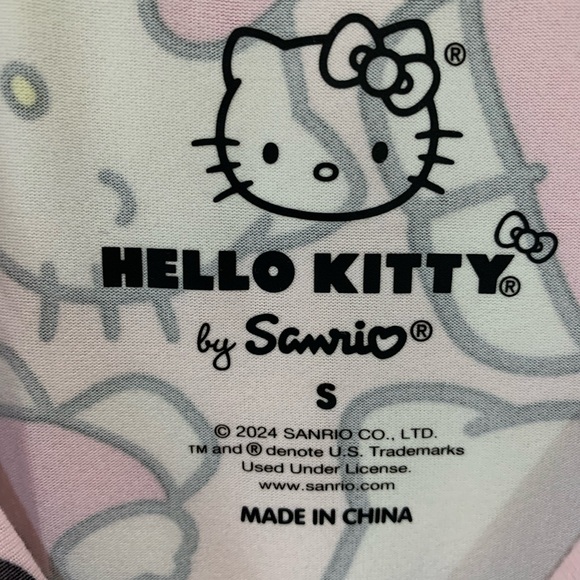 ®
HELLO KITTY®
by Sanrio®
S
© 2024 SANRIO CO., LTD.
TM and ® denote U.S. Trademarks
Used Under License.
www.sanrio.com
MADE IN CHINA